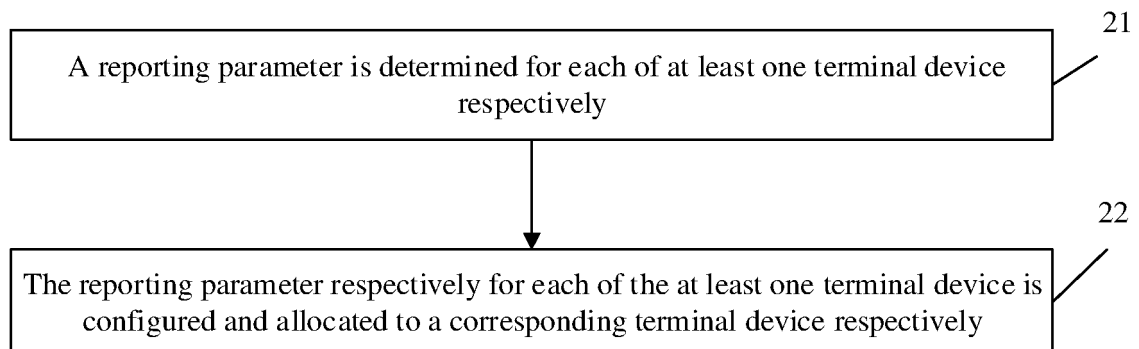 21
A reporting parameter is determined for each of at least one terminal device
respectively
22
The reporting parameter respectively for each of the at least one terminal device is
configured and allocated to a corresponding terminal device respectively